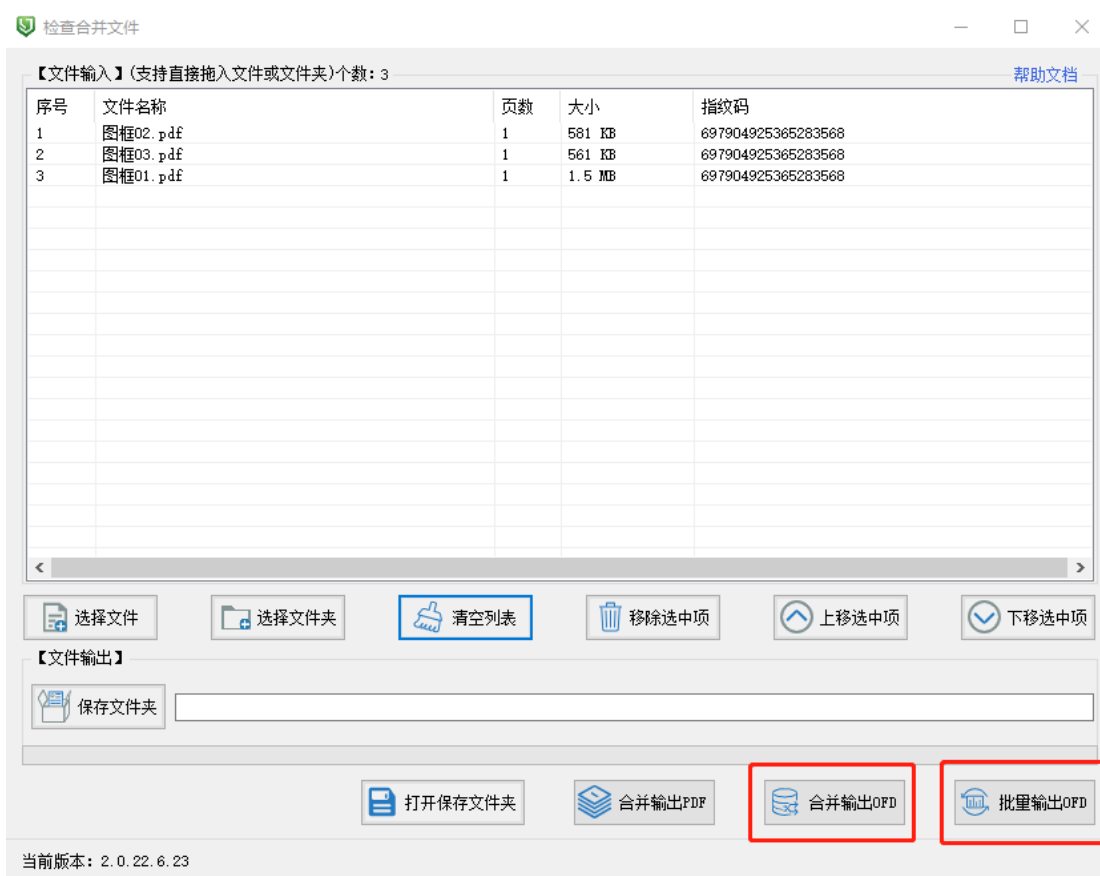 检查合并文件
【文件输入】(支持直接拖入文件或文件夹)个数: 3 帮助文档
序号 文件名称 页数 大小 指纹码
1 图框02.pdf 1 581 KB 697904925365283568
2 图框03.pdf 1 561 KB 697904925365283568
3 图框01.pdf 1 1.5 MB 697904925365283568
选择文件 选择文件夹 清空列表 移除选中项 上移选中项 下移选中项
【文件输出】
保存文件夹
打开保存文件夹 合并输出PDF 合并输出OFD 批里输出OFD
当前版本: 2.0.22.6.23